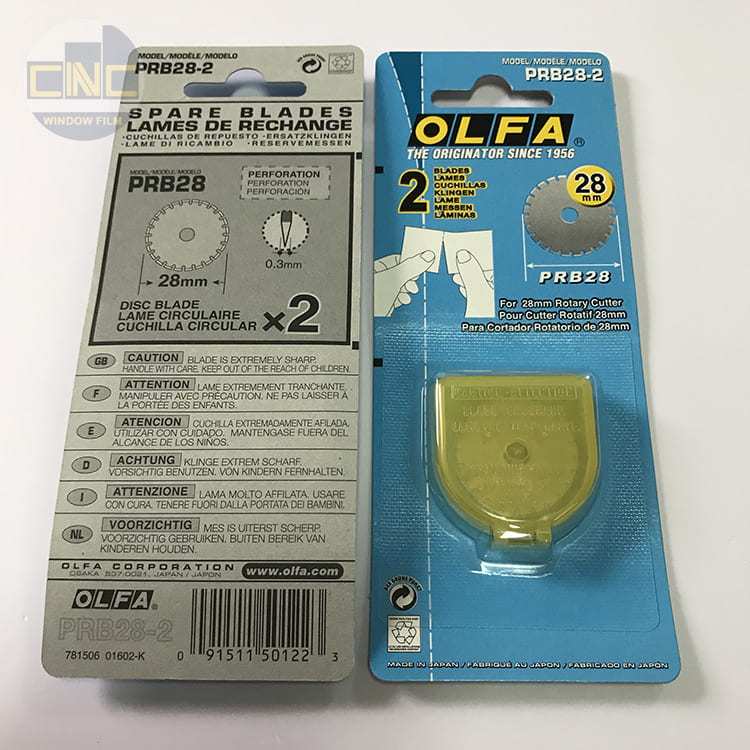 CNC
WINDOW FILM
MODEL/MODÈLE/MODELO
PRB28-2
SPARE BLADES
LAMES DE RECHANGE
·CUCHILLAS DE REPUESTO ·ERSATZKLINGEN
·LAME DI RICAMBIO ·RESERVEMESSEN
MODEL/MODÈLE/MODELO
PRB28
PERFORATION
PERFORATION
PERFORACIÓN
28mm
0.3mm
DISC BLADE
LAME CIRCULAIRE
CUCHILLA CIRCULAR
×2
GB CAUTION BLADE IS EXTREMELY SHARP.
HANDLE WITH CARE. KEEP OUT OF THE REACH OF CHILDREN.
F ATTENTION LAME EXTREMEMENT TRANCHANTE.
MANIPULER AVEC PRÉCAUTION. NE PAS LAISSER À
LA PORTÉE DES ENFANTS.
E ATENCION CUCHILLA EXTREMADAMENTE AFILADA.
UTILIZAR CON CUIDADO. MANTENGASE FUERA DEL
ALCANCE DE LOS NIÑOS.
D ACHTUNG KLINGE EXTREM SCHARF.
VORSICHTIG BENUTZEN. VON KINDERN FERNHALTEN.
I ATTENZIONE LAMA MOLTO AFFILATA. USARE
CON CURA. TENERE FUORI DALLA PORTATA DEI BAMBINI.
NL VOORZICHTIG MES IS UITERST SCHERP.
VOORZICHTIG GEBRUIKEN. BUITEN BEREIK VAN
KINDEREN HOUDEN.
OLFA CORPORATION
OSAKA 537-0021, JAPAN / JAPON
www.olfa.com
OLFA®
PRB28-2
781506 01602-K
0 91511 50122 3
MODEL/MODÈLE/MODELO
PRB28-2
OLFA®
THE ORIGINATOR SINCE 1956
2
BLADES
LAMES
CUCHILLAS
KLINGEN
LAME
MESSEN
LÂMINAS
28
mm
PRB28
For 28mm Rotary Cutter
Pour Cutter Rotatif 28mm
Para Cortador Rotatorio de 28mm
DER GRÜNE PUNKT
MADE IN JAPAN / FABRIQUÉ AU JAPON / FABRICADO EN JAPÓN